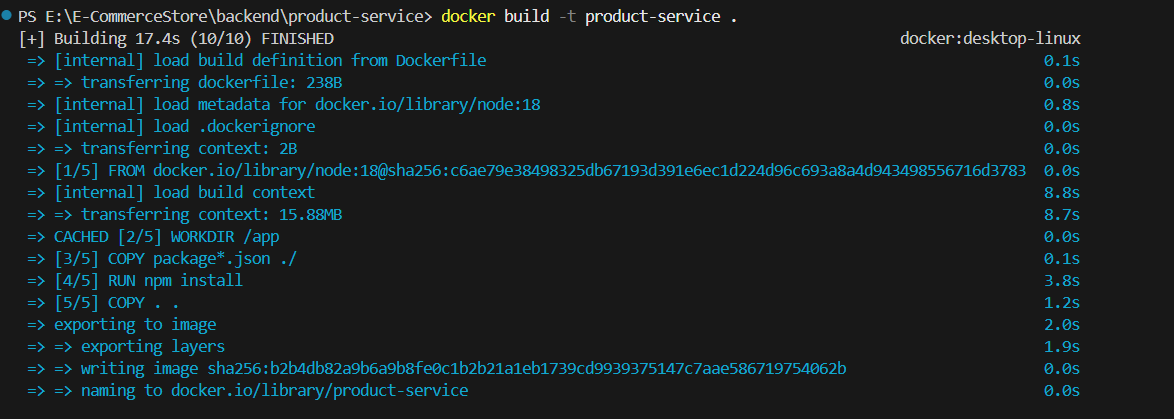 PS E:\E-CommerceStore\backend\product-service> docker build -t product-service .
[+] Building 17.4s (10/10) FINISHED docker:desktop-linux
=> [internal] load build definition from Dockerfile 0.1s
=> => transferring dockerfile: 238B 0.0s
=> [internal] load metadata for docker.io/library/node:18 0.8s
=> [internal] load .dockerignore 0.0s
=> => transferring context: 2B 0.0s
=> [1/5] FROM docker.io/library/node:18@sha256:c6ae79e38498325db67193d391e6ec1d224d96c693a8a4d943498556716d3783 0.0s
=> [internal] load build context 8.8s
=> => transferring context: 15.88MB 8.7s
=> CACHED [2/5] WORKDIR /app 0.0s
=> [3/5] COPY package*.json ./ 0.1s
=> [4/5] RUN npm install 3.8s
=> [5/5] COPY . . 1.2s
=> exporting to image 2.0s
=> => exporting layers 1.9s
=> => writing image sha256:b2b4db82a9b6a9b8fe0c1b2b21a1eb1739cd9939375147c7aae586719754062b 0.0s
=> => naming to docker.io/library/product-service 0.0s